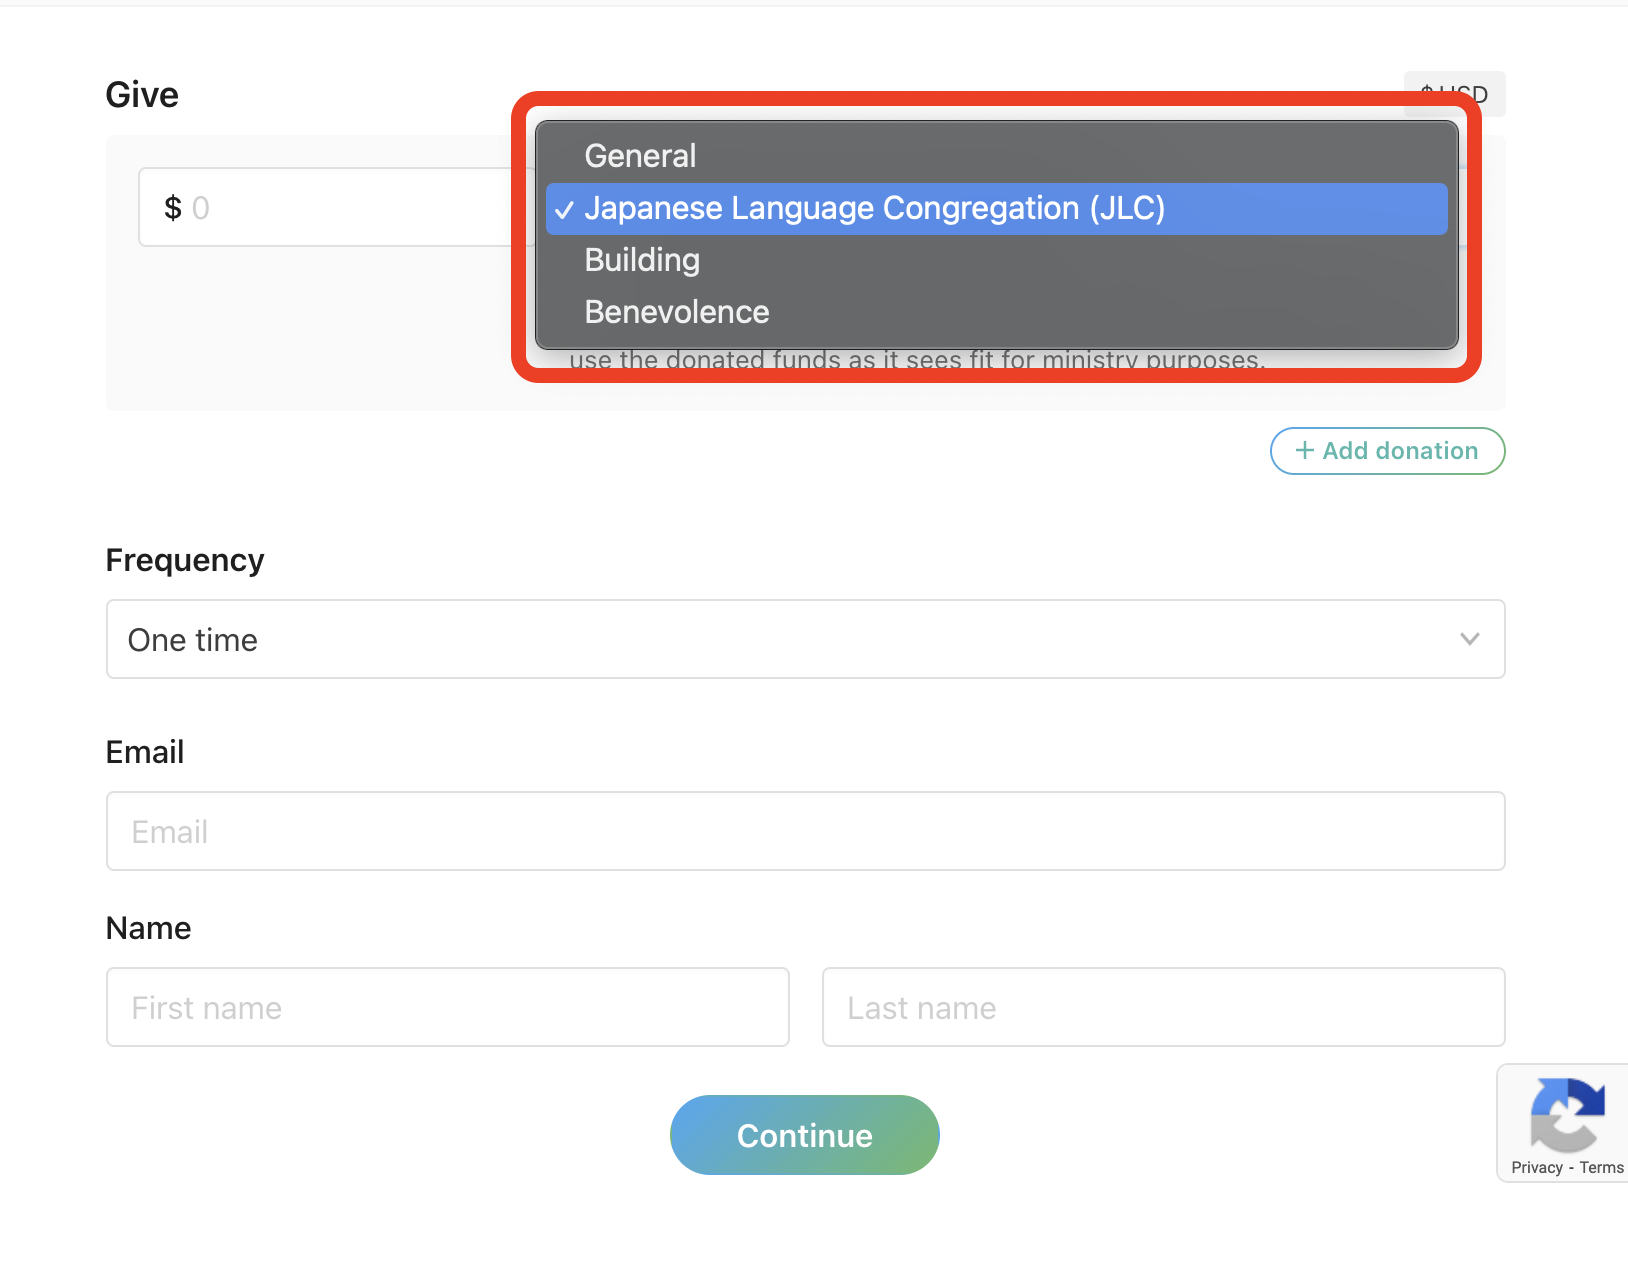 Give
$ USD
$ 0
General
✓ Japanese Language Congregation (JLC)
Building
Benevolence
use the donated funds as it sees fit for ministry purposes.
+ Add donation
Frequency
One time
Email
Email
Name
First name
Last name
Continue
Privacy - Terms